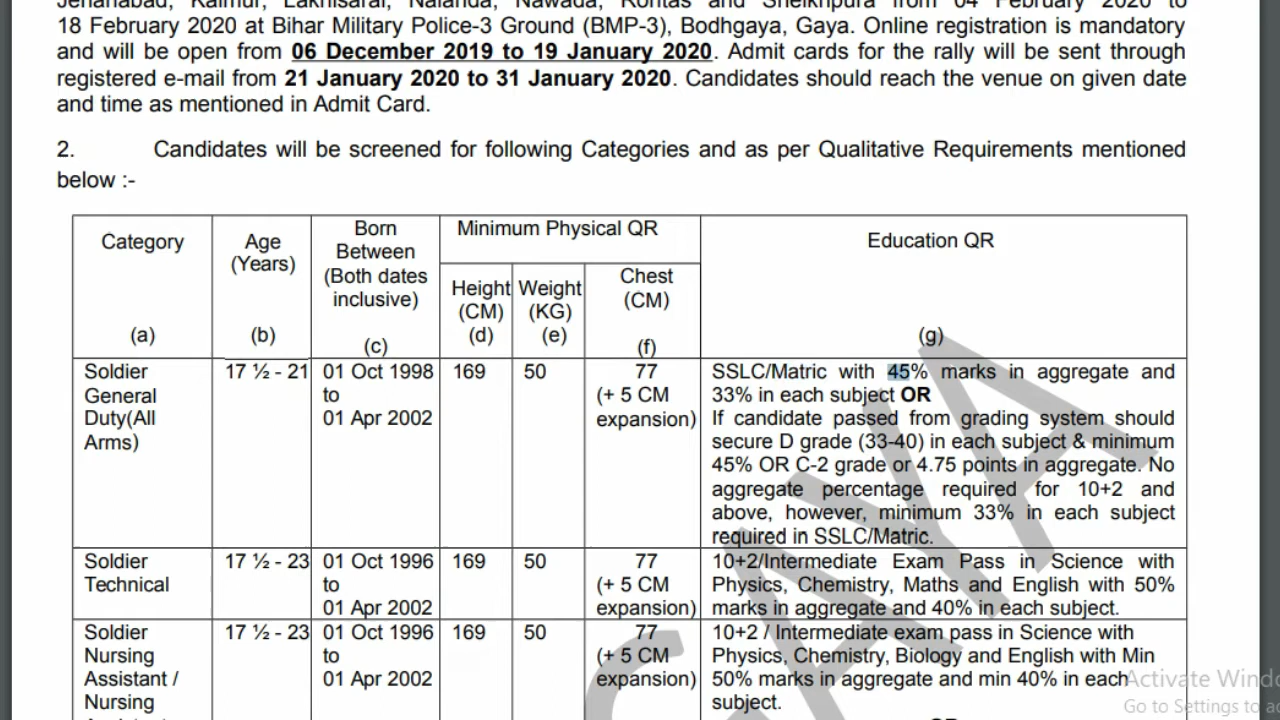 Jehanabad, Kaimur, Lakhisarai, Nalanda, Nawada, Rohtas and Sheikhpura from 04 February 2020 to
18 February 2020 at Bihar Military Police-3 Ground (BMP-3), Bodhgaya, Gaya. Online registration is mandatory
and will be open from 06 December 2019 to 19 January 2020. Admit cards for the rally will be sent through
registered e-mail from 21 January 2020 to 31 January 2020. Candidates should reach the venue on given date
and time as mentioned in Admit Card.
2. Candidates will be screened for following Categories and as per Qualitative Requirements mentioned
below :-
Category
(a)
Age
(Years)
(b)
Born
Between
(Both dates
inclusive)
(c)
Minimum Physical QR
Height
(CM)
(d)
Weight
(KG)
(e)
Chest
(CM)
(f)
Education QR
(g)
Soldier
General
Duty(All
Arms)
17 ½ - 21
01 Oct 1998
to
01 Apr 2002
169
50
77
(+ 5 CM
expansion)
SSLC/Matric with 45% marks in aggregate and
33% in each subject OR
If candidate passed from grading system should
secure D grade (33-40) in each subject & minimum
45% OR C-2 grade or 4.75 points in aggregate. No
aggregate percentage required for 10+2 and
above, however, minimum 33% in each subject
required in SSLC/Matric.
Soldier
Technical
17 ½ - 23
01 Oct 1996
to
01 Apr 2002
169
50
77
(+ 5 CM
expansion)
10+2/Intermediate Exam Pass in Science with
Physics, Chemistry, Maths and English with 50%
marks in aggregate and 40% in each subject.
Soldier
Nursing
Assistant /
Nursing
17 ½ - 23
01 Oct 1996
to
01 Apr 2002
169
50
77
(+ 5 CM
expansion)
10+2 / Intermediate exam pass in Science with
Physics, Chemistry, Biology and English with Min
50% marks in aggregate and min 40% in each
subject.
GAYA
Activate Windo
Go to Settings to a